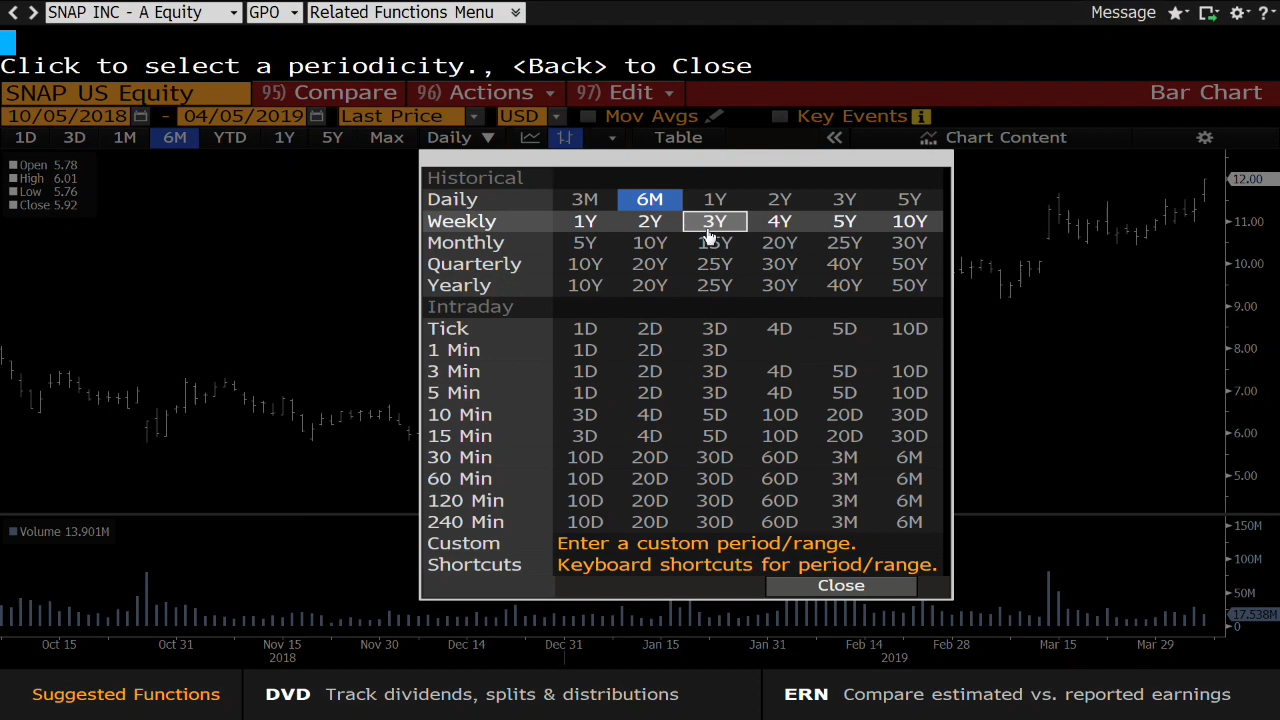 SNAP INC - A Equity GPO Related Functions Menu Message ?
Click to select a periodicity., <Back> to Close
SNAP US Equity 95) Compare 96) Actions 97) Edit Bar Chart
10/05/2018 - 04/05/2019 Last Price USD Mov Avgs Key Events i
1D 3D 1M 6M YTD 1Y 5Y Max Daily Table Chart Content
Open 5.78
High 6.01
Low 5.76
Close 5.92
Historical
Daily 3M 6M 1Y 2Y 3Y 5Y
Weekly 1Y 2Y 3Y 4Y 5Y 10Y
Monthly 5Y 10Y 15Y 20Y 25Y 30Y
Quarterly 10Y 20Y 25Y 30Y 40Y 50Y
Yearly 10Y 20Y 25Y 30Y 40Y 50Y
Intraday
Tick 1D 2D 3D 4D 5D 10D
1 Min 1D 2D 3D
3 Min 1D 2D 3D 4D 5D 10D
5 Min 1D 2D 3D 4D 5D 10D
10 Min 3D 4D 5D 10D 20D 30D
15 Min 3D 4D 5D 10D 20D 30D
30 Min 10D 20D 30D 60D 3M 6M
60 Min 10D 20D 30D 60D 3M 6M
120 Min 10D 20D 30D 60D 3M 6M
240 Min 10D 20D 30D 60D 3M 6M
Custom Enter a custom period/range.
Shortcuts Keyboard shortcuts for period/range.
Close
12.00
11.00
10.00
9.00
8.00
7.00
6.00
5.00
Volume 13.901M
150M
100M
50M
17.538M
0
Oct 15 Oct 31 Nov 15 Nov 30 Dec 14 Dec 31 Jan 15 Jan 31 Feb 14 Feb 28 Mar 15 Mar 29
2018 2019
Suggested Functions DVD Track dividends, splits & distributions ERN Compare estimated vs. reported earnings